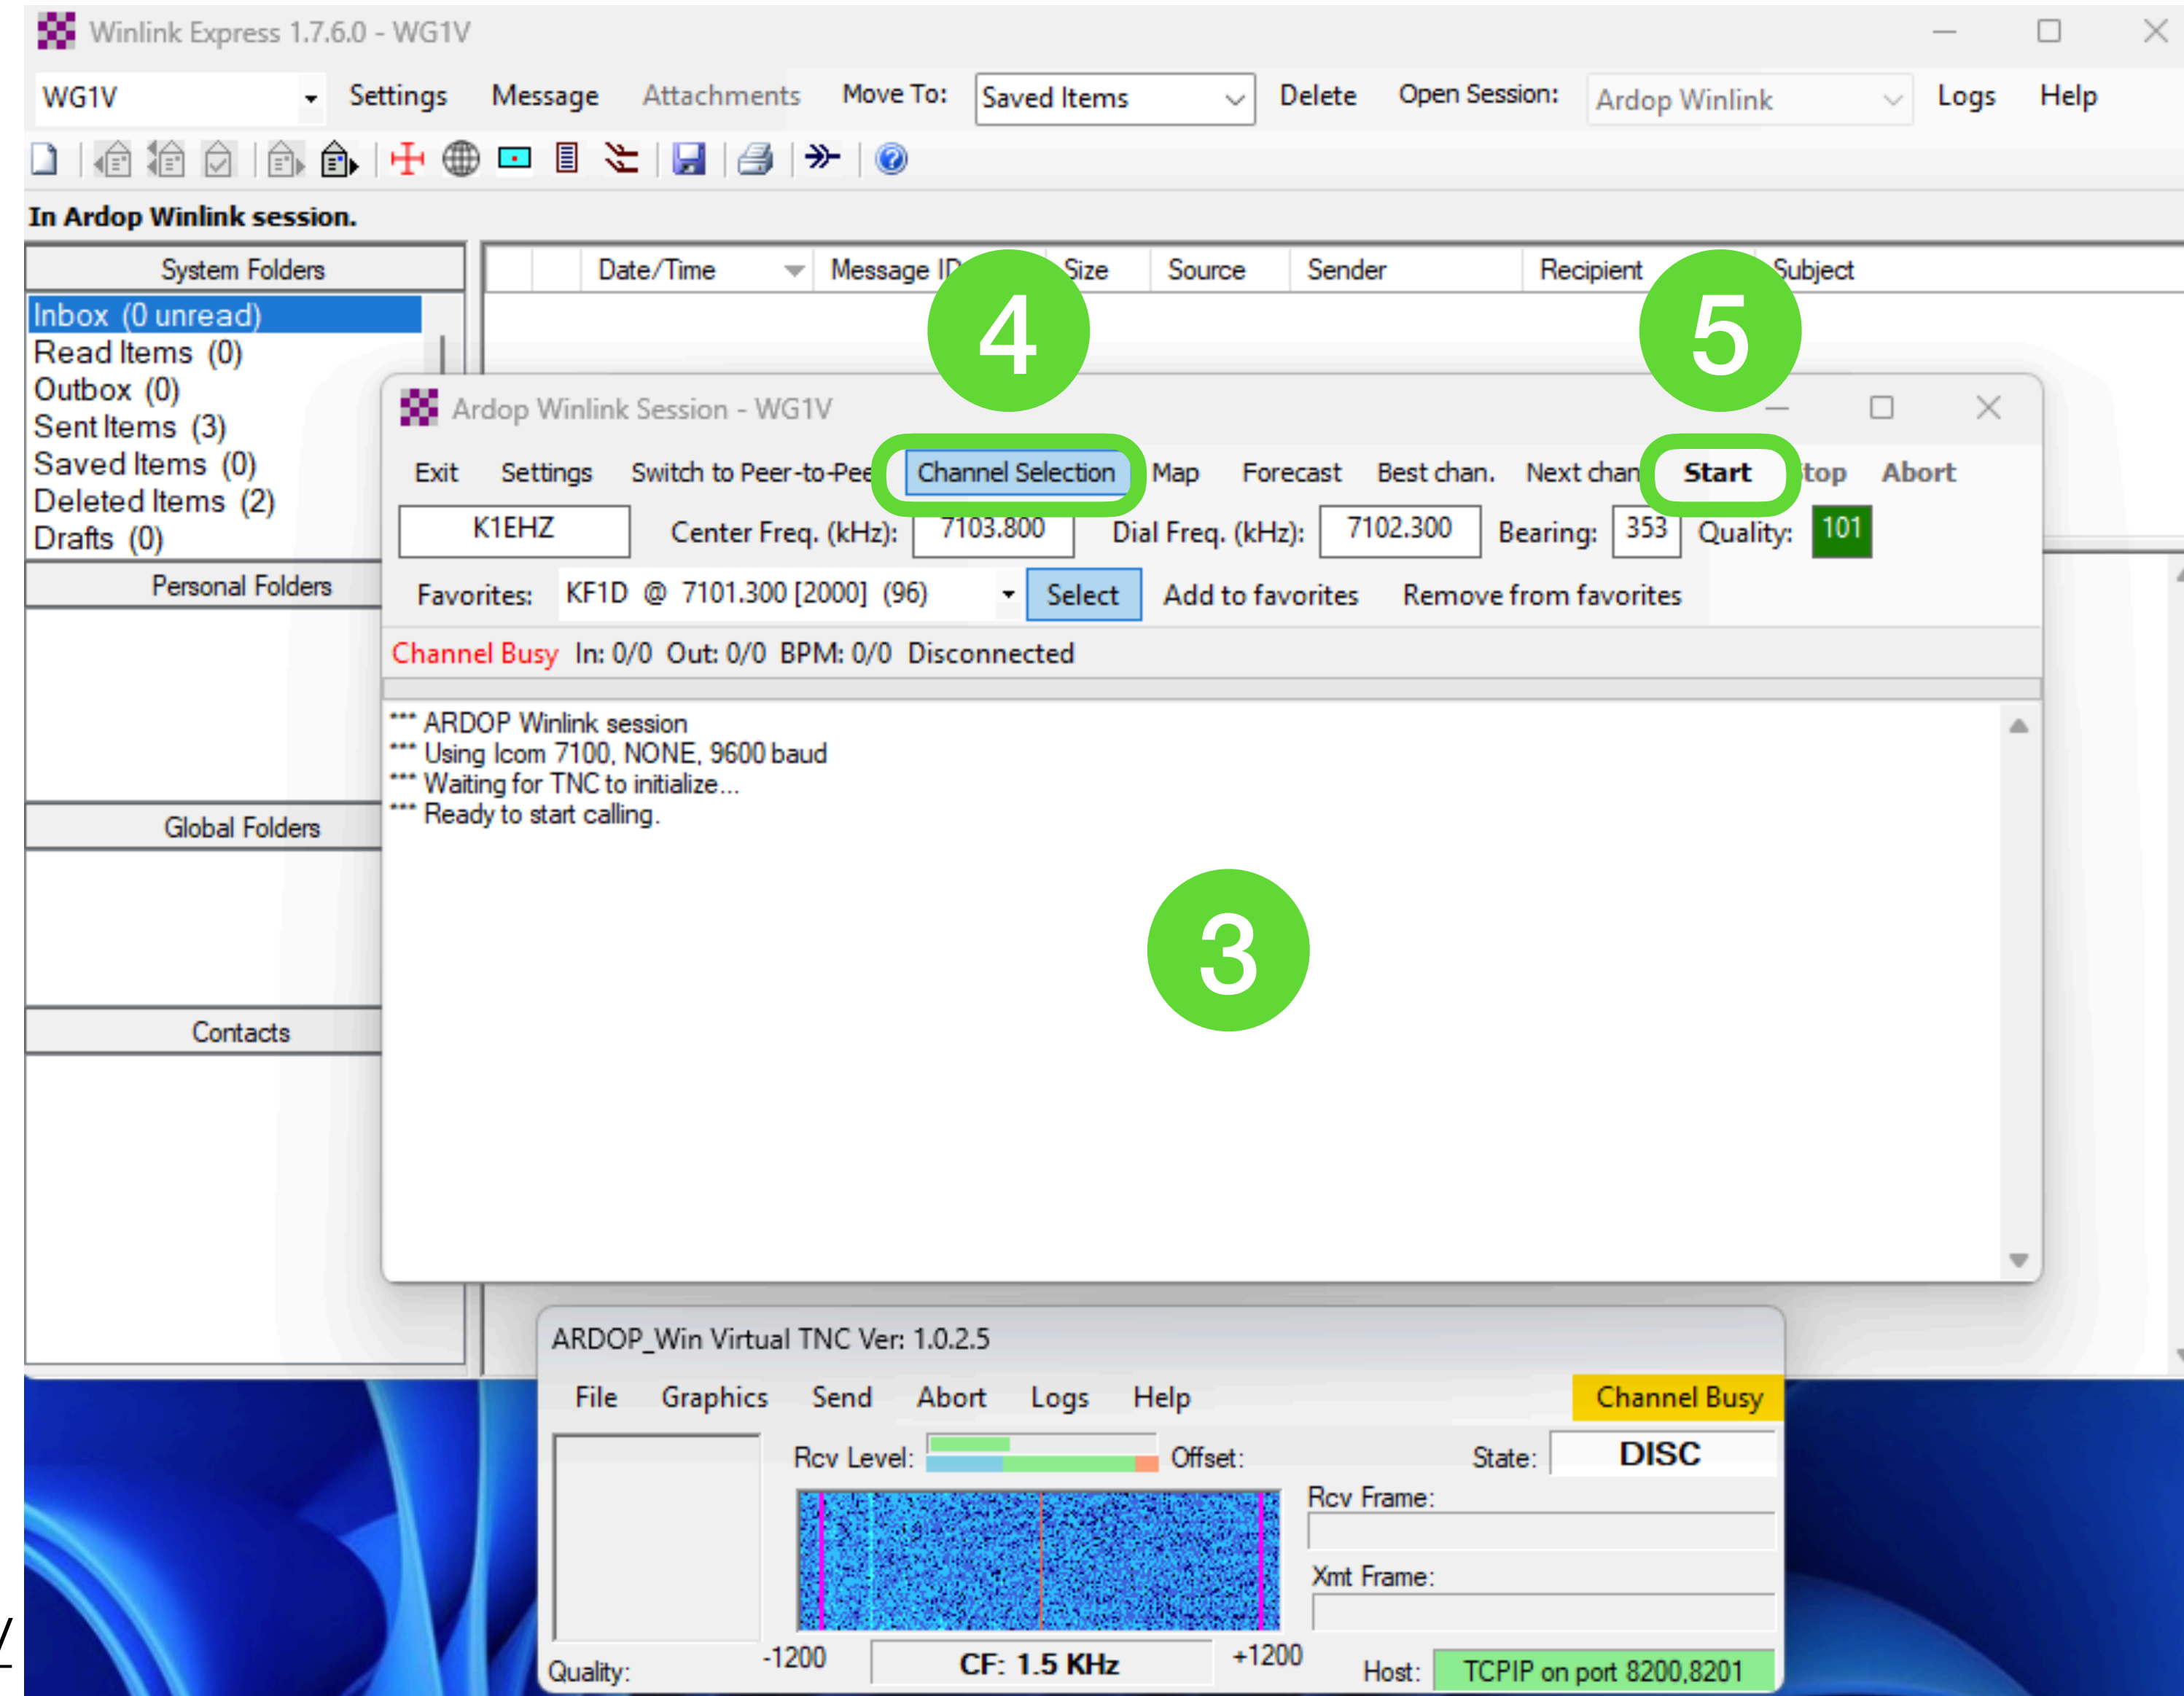 Winlink Express 1.7.6.0 - WG1V
WG1V Settings Message Attachments Move To: Saved Items Delete Open Session: Ardop Winlink Logs Help
In Ardop Winlink session.
System Folders
Date/Time Message ID Size Source Sender Recipient Subject
Inbox (0 unread)
Read Items (0)
Outbox (0)
Sent Items (3)
Saved Items (0)
Deleted Items (2)
Drafts (0)
Personal Folders
Global Folders
Contacts
4
5
Ardop Winlink Session - WG1V
Exit Settings Switch to Peer-to-Pee Channel Selection Map Forecast Best chan. Next chan Start top Abort
K1EHZ Center Freq. (kHz): 7103.800 Dial Freq. (kHz): 7102.300 Bearing: 353 Quality: 101
Favorites: KF1D @ 7101.300 [2000] (96) Select Add to favorites Remove from favorites
Channel Busy In: 0/0 Out: 0/0 BPM: 0/0 Disconnected
*** ARDOP Winlink session
*** Using Icom 7100, NONE, 9600 baud
*** Waiting for TNC to initialize...
*** Ready to start calling.
3
ARDOP_Win Virtual TNC Ver: 1.0.2.5
File Graphics Send Abort Logs Help Channel Busy
Rcv Level: Offset: State: DISC
Rcv Frame:
Xmt Frame:
-1200 CF: 1.5 KHz +1200
Quality: Host: TCPIP on port 8200,8201